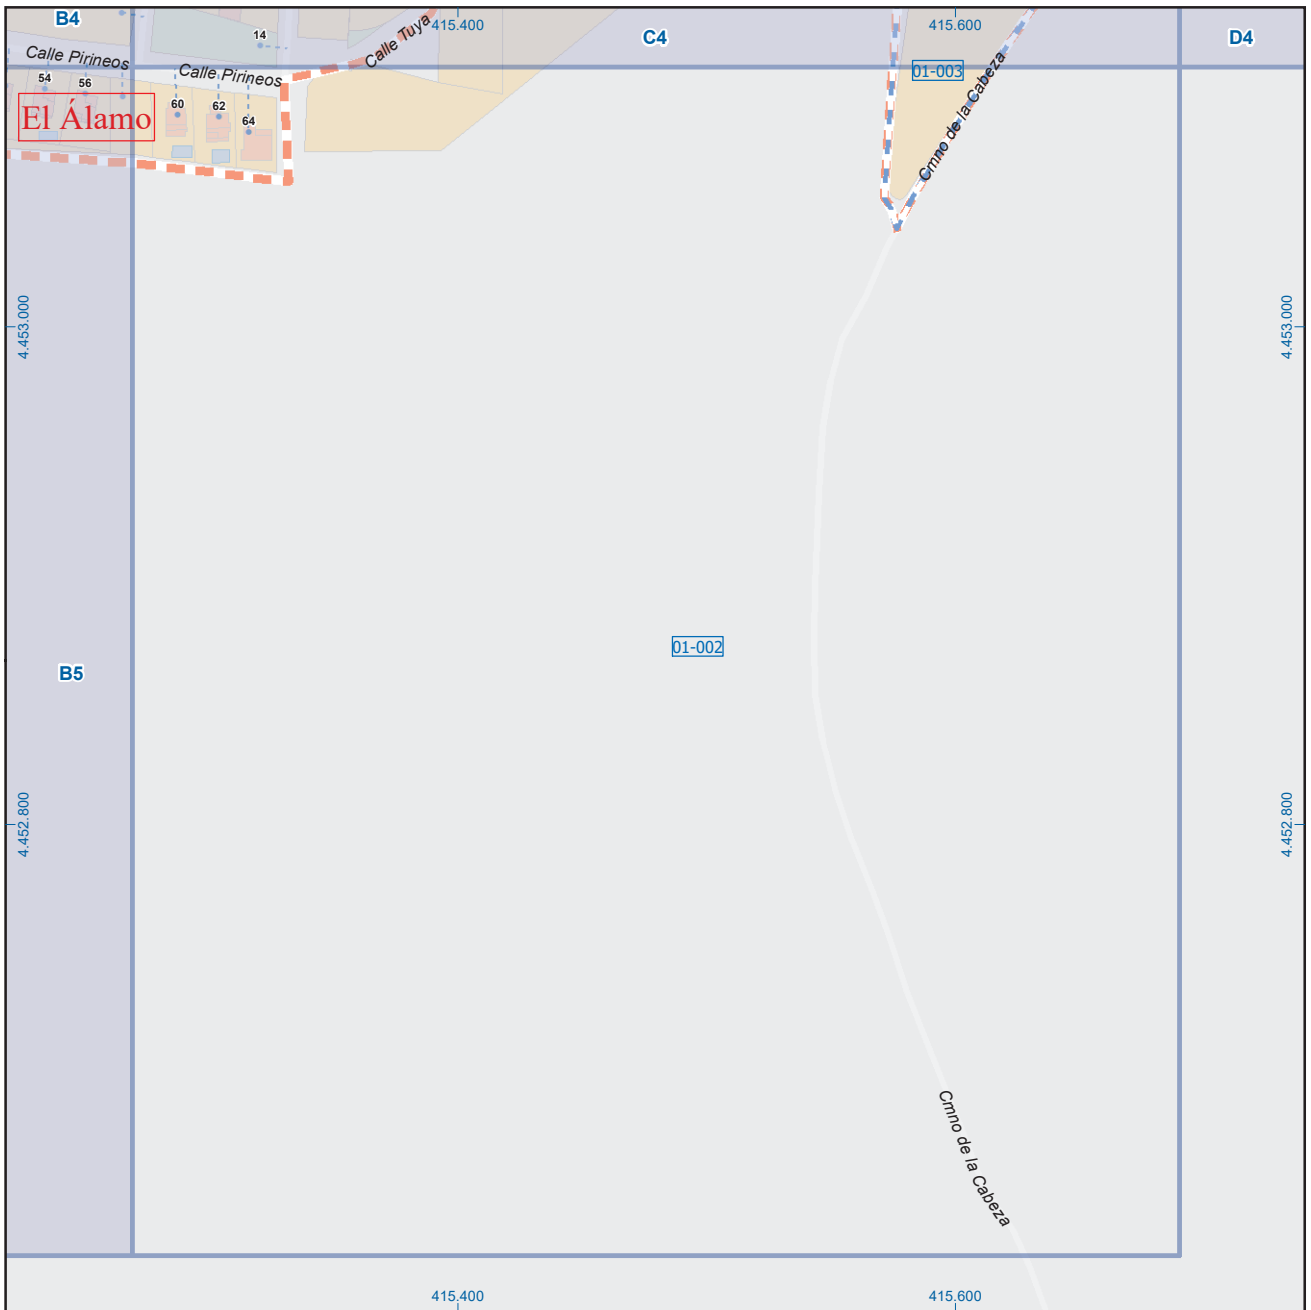 B4
415.400
415.600
C4
D4
14
Calle Tuya
Calle Pirineos
Calle Pirineos
01-003
Cmno de la Cabeza
54
56
60
62
64
El Álamo
4.453.000
4.453.000
01-002
B5
4.452.800
4.452.800
Cmno de la Cabeza
415.400
415.600